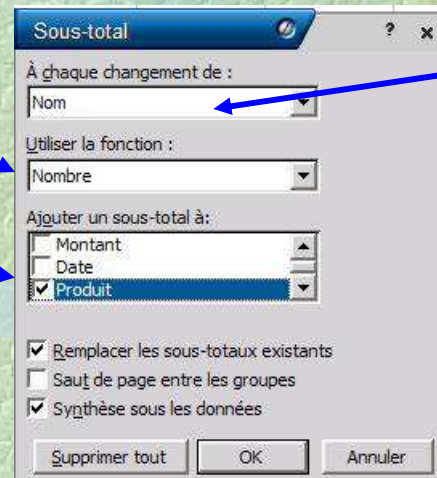 Sous-total
? x
À chaque changement de :
Nom
Utiliser la fonction :
Nombre
Ajouter un sous-total à:
Montant
Date
Produit
Remplacer les sous-totaux existants
Saut de page entre les groupes
Synthèse sous les données
Supprimer tout
OK
Annuler